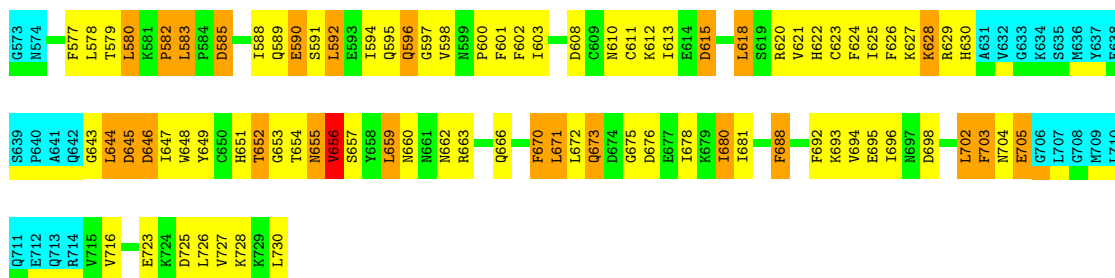 G573 N574 F577 L578 T579 L580 K581 P582 L583 P584 D585 I588 Q589 E590 S591 L592 E593 I594 Q595 Q596 G597 V598 N599 P600 F601 F602 I603 D608 C609 N610 C611 K612 I613 E614 D615 L618 S619 R620 V621 H622 C623 F624 I625 F626 K627 K628 R629 H630 A631 V632 G633 K634 S635 M636 Y637
S639 P640 A641 Q642 G643 L644 D645 D646 I647 W648 Y649 C650 H651 T652 G653 T654 N655 V656 S657 Y658 L659 N660 N661 N662 R663 Q666 F670 L671 L672 Q673 D674 G675 D676 E677 I678 K679 I680 I681 F688 F692 K693 V694 E695 I696 N697 D698 L702 F703 N704 E705 G706 L707 G708 M709
Q711 E712 Q713 R714 V715 V716 E723 K724 D725 L726 V727 K728 K729 L730